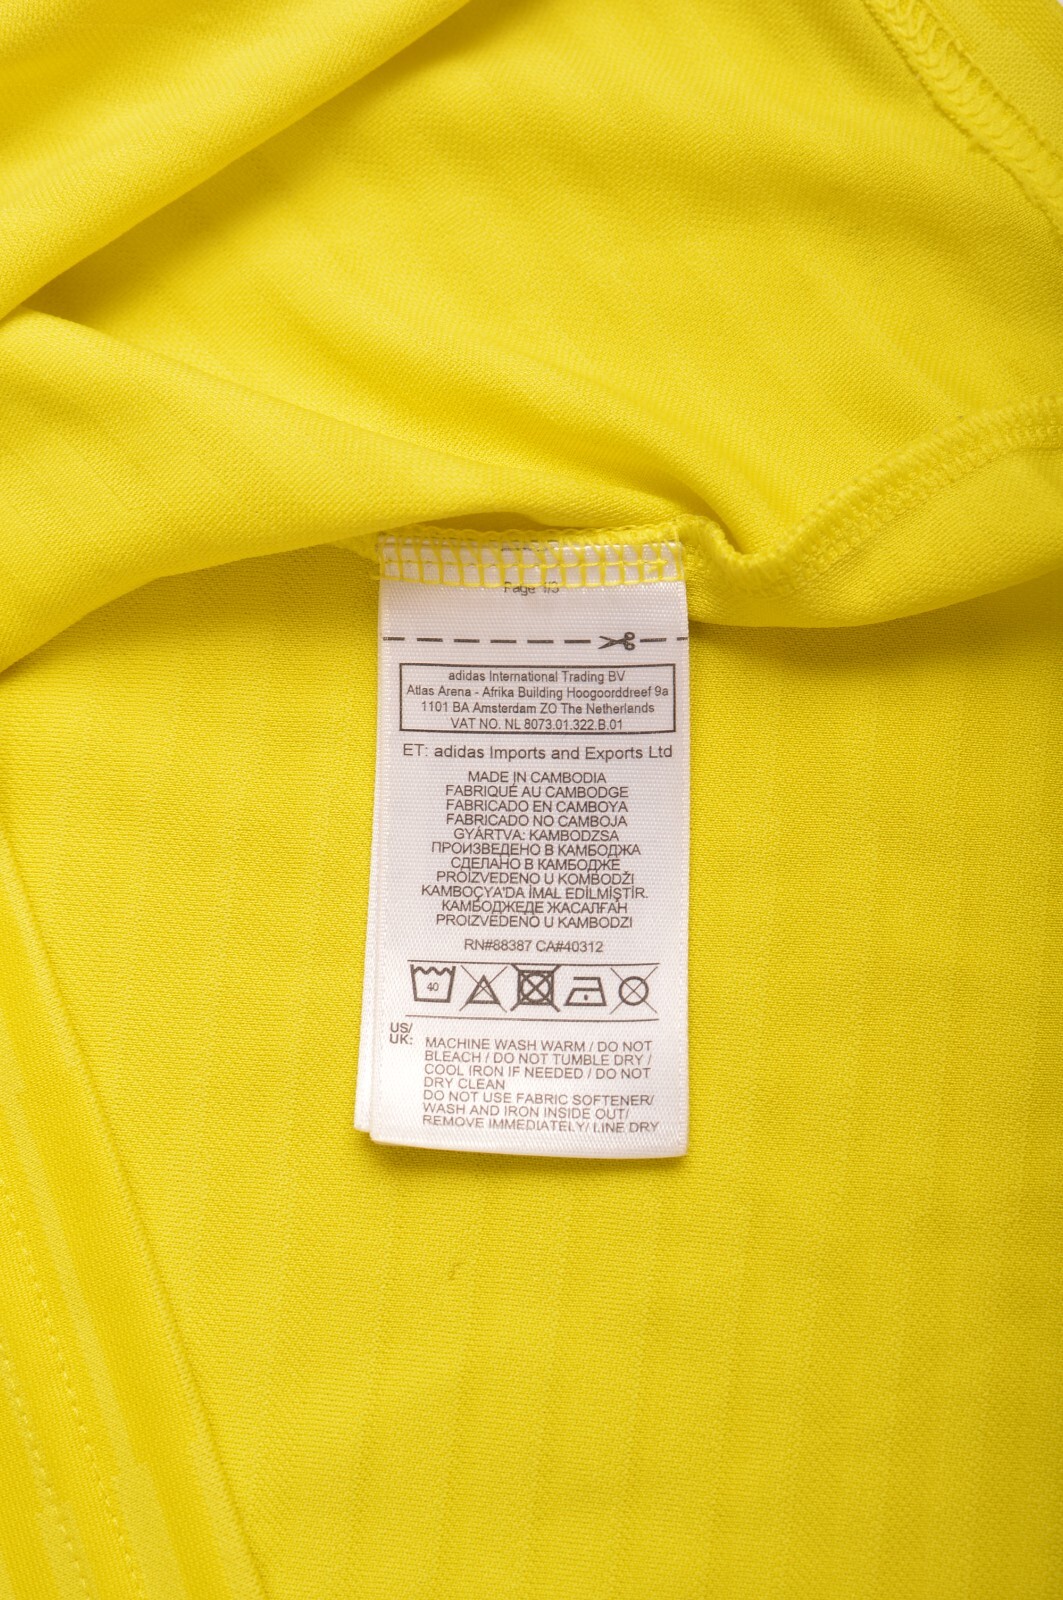 Page 1/3
adidas International Trading BV
Atlas Arena - Afrika Building Hoogoorddreef 9a
1101 BA Amsterdam ZO The Netherlands
VAT NO. NL 8073.01.322.B.01
ET: adidas Imports and Exports Ltd
MADE IN CAMBODIA
FABRIQUÉ AU CAMBODGE
FABRICADO EN CAMBOYA
FABRICADO NO CAMBOJA
GYÁRTVA: KAMBODZSA
ПРОИЗВЕДЕНО В КАМБОДЖА
СДЕЛАНО В КАМБОДЖЕ
PROIZVEDENO U KOMBODŽI
KAMBOÇYA'DA İMAL EDİLMİŞTİR.
КАМБОДЖЕДЕ ЖАСАЛҒАН
PROIZVEDENO U KAMBODZI
RN#88387 CA#40312
40
US/
UK:
MACHINE WASH WARM / DO NOT
BLEACH / DO NOT TUMBLE DRY /
COOL IRON IF NEEDED / DO NOT
DRY CLEAN
DO NOT USE FABRIC SOFTENER/
WASH AND IRON INSIDE OUT/
REMOVE IMMEDIATELY/ LINE DRY